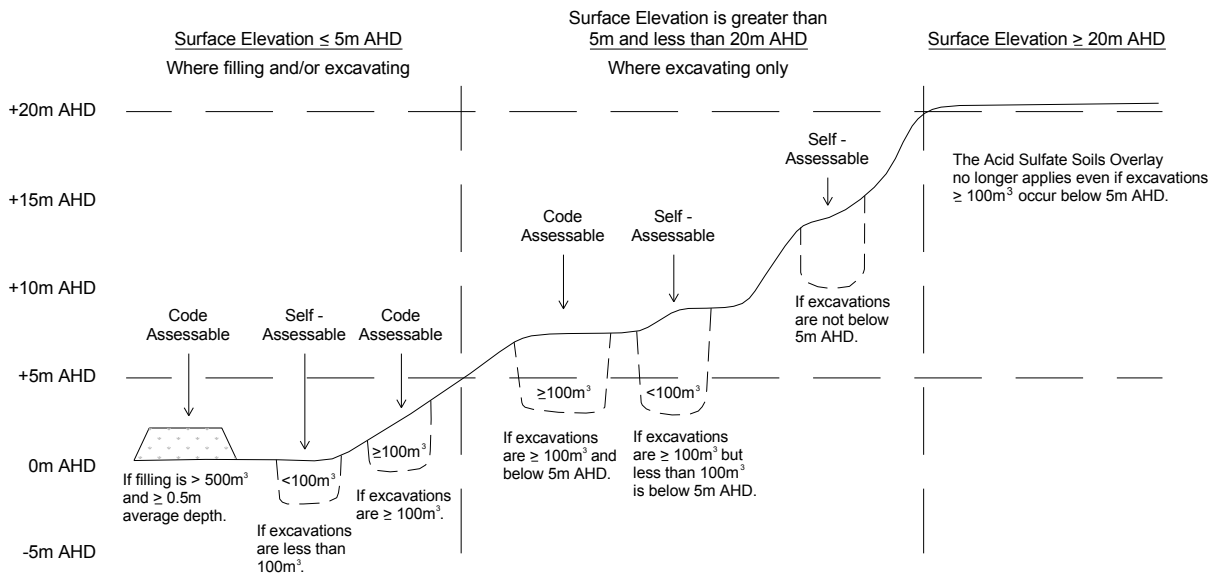 Surface Elevation ≤ 5m AHD
Where filling and/or excavating
Surface Elevation is greater than
5m and less than 20m AHD
Where excavating only
Surface Elevation ≥ 20m AHD
+20m AHD
+15m AHD
+10m AHD
+5m AHD
0m AHD
-5m AHD
Code
Assessable
If filling is > 500m³
and ≥ 0.5m
average depth.
Self -
Assessable
<100m³
If excavations
are less than
100m³.
Code
Assessable
≥100m³
If excavations
are ≥ 100m³.
Code
Assessable
≥100m³
If excavations
are ≥ 100m³ and
below 5m AHD.
Self -
Assessable
<100m³
If excavations
are ≥ 100m³ but
less than 100m³
is below 5m AHD.
Self -
Assessable
If excavations
are not below
5m AHD.
The Acid Sulfate Soils Overlay
no longer applies even if excavations
≥ 100m³ occur below 5m AHD.